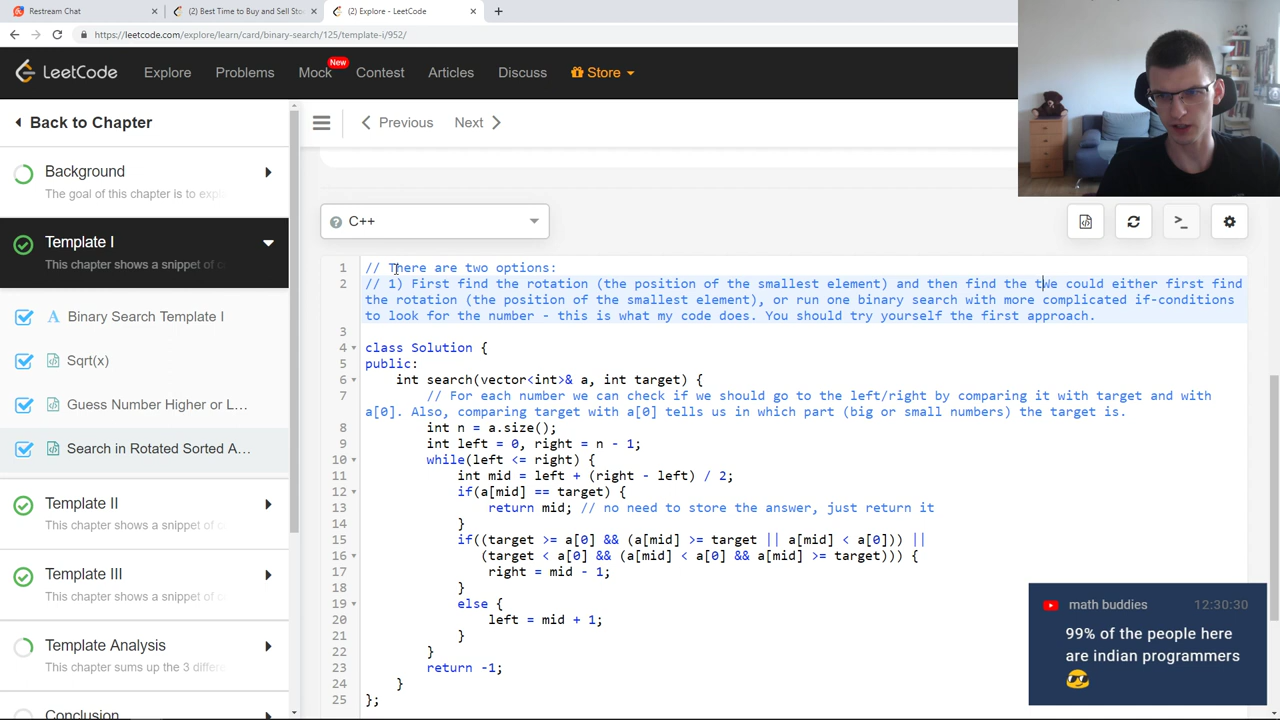 Restream Chat
(2) Best Time to Buy and Sell Sto
(2) Explore - LeetCode
https://leetcode.com/explore/learn/card/binary-search/125/template-i/952/
LeetCode
Explore
Problems
Mock
New
Contest
Articles
Discuss
Store
Back to Chapter
Previous
Next
Background
The goal of this chapter is to expl
Template I
This chapter shows a snippet of c
A Binary Search Template I
Sqrt(x)
Guess Number Higher or L...
Search in Rotated Sorted A...
Template II
This chapter shows a snippet of c
Template III
This chapter shows a snippet of c
Template Analysis
This chapter sums up the 3 differe
Conclusion
C++
1 // There are two options:
2 // 1) First find the rotation (the position of the smallest element) and then find the tWe could either first find
the rotation (the position of the smallest element), or run one binary search with more complicated if-conditions
to look for the number - this is what my code does. You should try yourself the first approach.
3
4 class Solution {
5 public:
6 int search(vector<int>& a, int target) {
7 // For each number we can check if we should go to the left/right by comparing it with target and with
a[0]. Also, comparing target with a[0] tells us in which part (big or small numbers) the target is.
8 int n = a.size();
9 int left = 0, right = n - 1;
10 while(left <= right) {
11 int mid = left + (right - left) / 2;
12 if(a[mid] == target) {
13 return mid; // no need to store the answer, just return it
14 }
15 if((target >= a[0] && (a[mid] >= target || a[mid] < a[0])) ||
16 (target < a[0] && (a[mid] < a[0] && a[mid] >= target))) {
17 right = mid - 1;
18 }
19 else {
20 left = mid + 1;
21 }
22 }
23 return -1;
24 }
25 };
math buddies 12:30:30
99% of the people here
are indian programmers